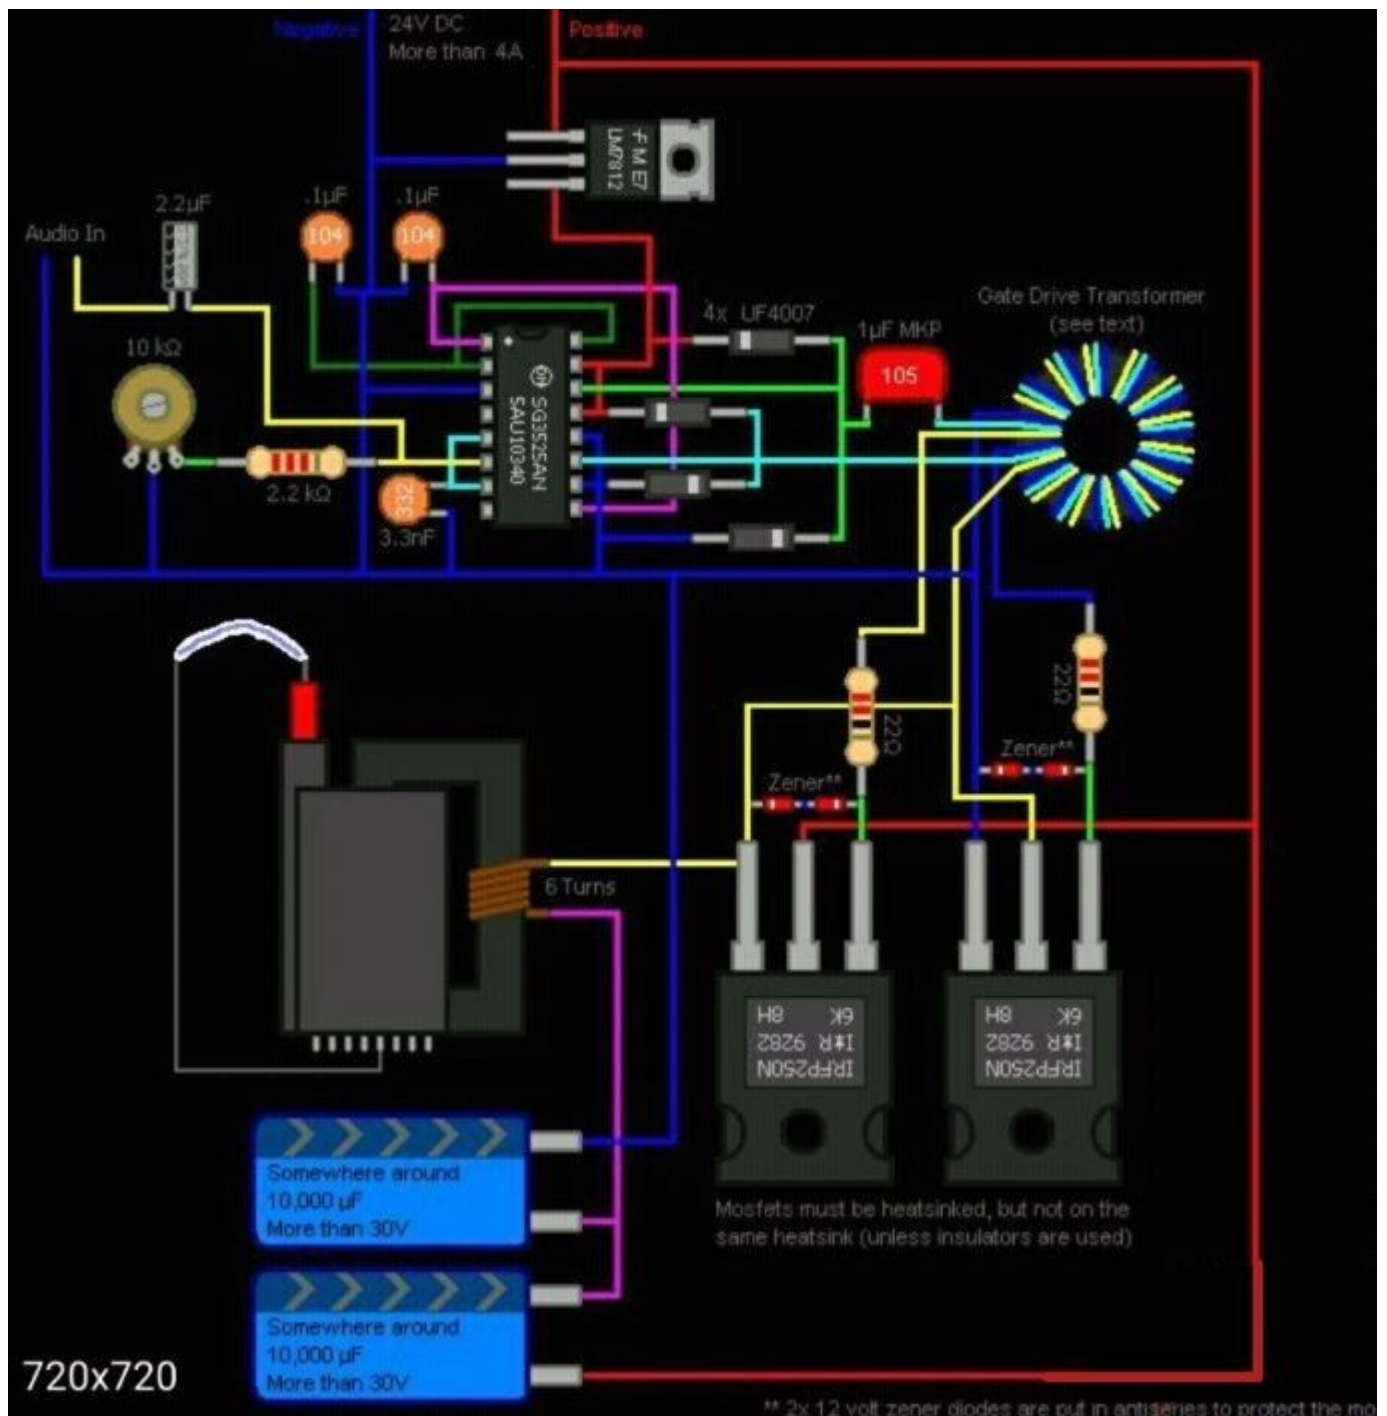 Negative
24V DC
More than 4A
Positive
LM7812
2.2µF
.1µF
.1µF
Audio In
104
104
4x UF4007
Gate Drive Transformer
(see text)
1µF MKP
105
10 kΩ
SG3525AN
5AU10340
2.2 kΩ
332
3.3nF
22Ω
22Ω
Zener**
Zener**
6 Turns
IRFP250N
I*R 9282
6K 8H
IRFP250N
I*R 9282
6K 8H
Somewhere around
10,000 µF
More than 30V
Mosfets must be heatsinked, but not on the
same heatsink (unless insulators are used)
Somewhere around
10,000 µF
More than 30V
720x720
** 2x 12 volt zener diodes are put in antiseries to protect the mo